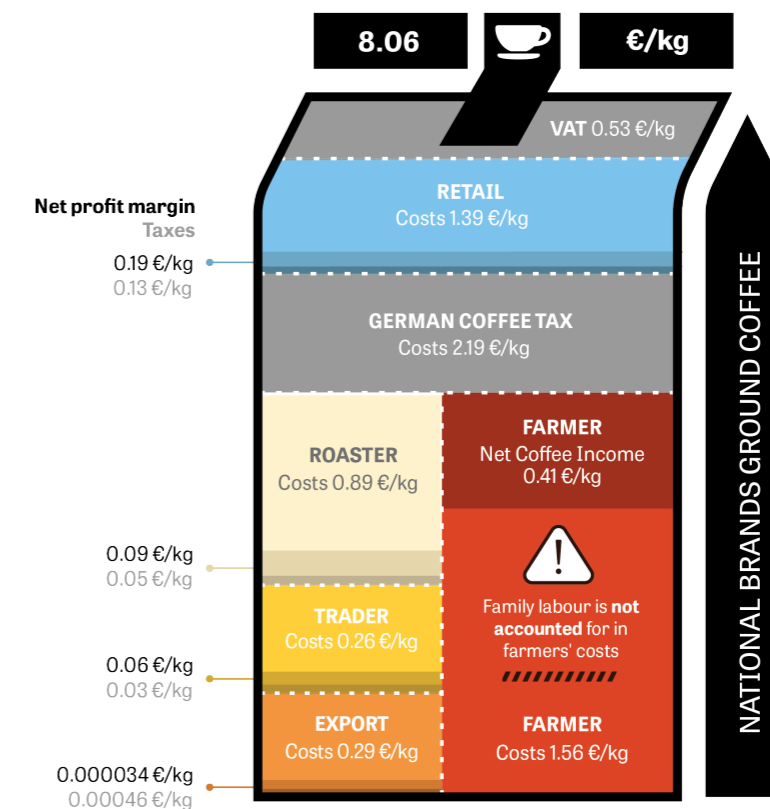 8.06
€/kg
VAT 0.53 €/kg
RETAIL
Costs 1.39 €/kg
Net profit margin
Taxes
0.19 €/kg
0.13 €/kg
GERMAN COFFEE TAX
Costs 2.19 €/kg
ROASTER
Costs 0.89 €/kg
0.09 €/kg
0.05 €/kg
FARMER
Net Coffee Income
0.41 €/kg
!
Family labour is not
accounted for in
farmers' costs
TRADER
Costs 0.26 €/kg
0.06 €/kg
0.03 €/kg
EXPORT
Costs 0.29 €/kg
0.000034 €/kg
0.00046 €/kg
FARMER
Costs 1.56 €/kg
NATIONAL BRANDS GROUND COFFEE